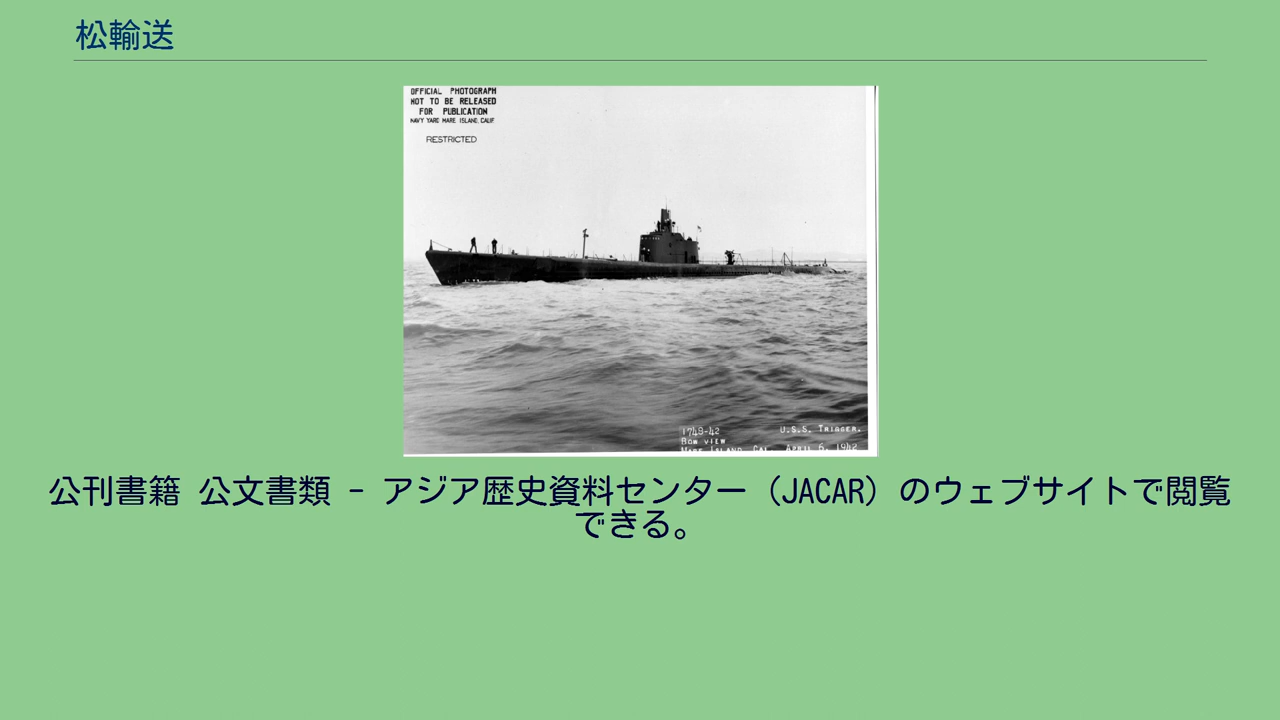 松輸送
OFFICIAL PHOTOGRAPH
NOT TO BE RELEASED
FOR PUBLICATION
NAVY YARD MARE ISLAND, CALIF.
RESTRICTED
1748-42
BOW VIEW
MARE ISLAND, CAL.
U.S.S. TRIGGER.
APRIL 6, 1942
公刊書籍 公文書類 - アジア歴史資料センター（JACAR）のウェブサイトで閲覧
できる。